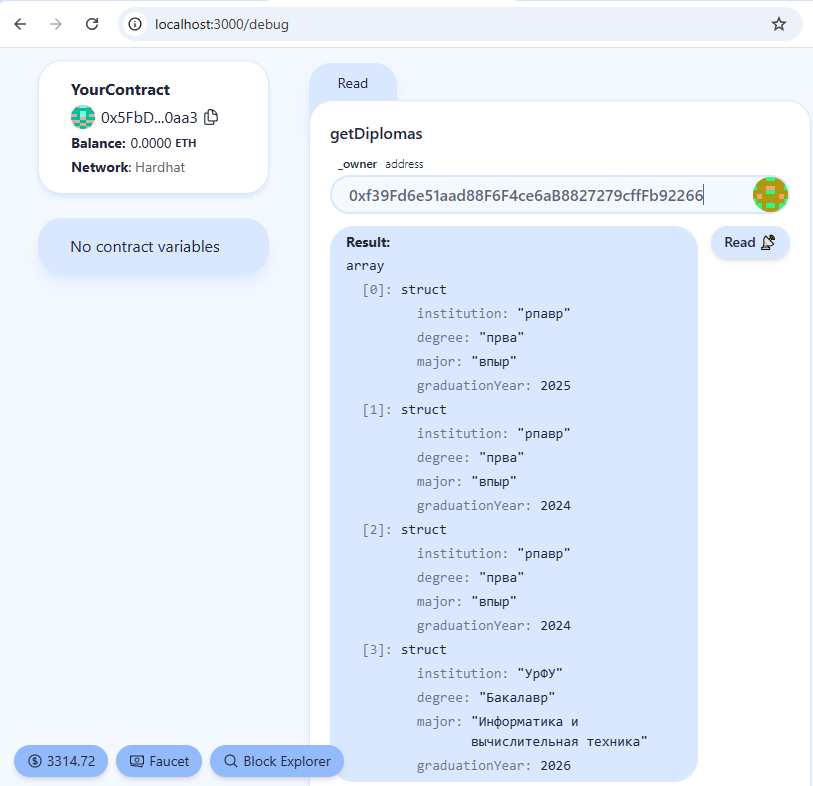 localhost:3000/debug
YourContract
0x5FbD...0aa3
Balance: 0.0000 ETH
Network: Hardhat
No contract variables
Read
getDiplomas
_owner address
0xf39Fd6e51aad88F6F4ce6aB8827279cffFb92266
Read
Result:
array
[0]: struct
institution: "рпавр"
degree: "прва"
major: "впыр"
graduationYear: 2025
[1]: struct
institution: "рпавр"
degree: "прва"
major: "впыр"
graduationYear: 2024
[2]: struct
institution: "рпавр"
degree: "прва"
major: "впыр"
graduationYear: 2024
[3]: struct
institution: "УрФУ"
degree: "Бакалавр"
major: "Информатика и
вычислительная техника"
graduationYear: 2026
3314.72
Faucet
Block Explorer